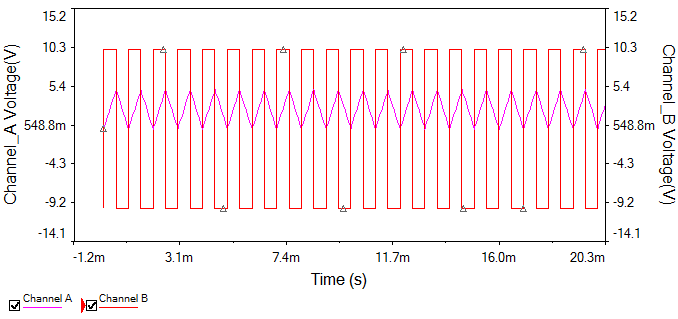 15.2 15.2
10.3 10.3
5.4 5.4
548.8m 548.8m
-4.3 -4.3
-9.2 -9.2
-14.1 -14.1
Channel_A Voltage(V)
Channel_B Voltage(V)
-1.2m 3.1m 7.4m 11.7m 16.0m 20.3m
Time (s)
Channel A Channel B